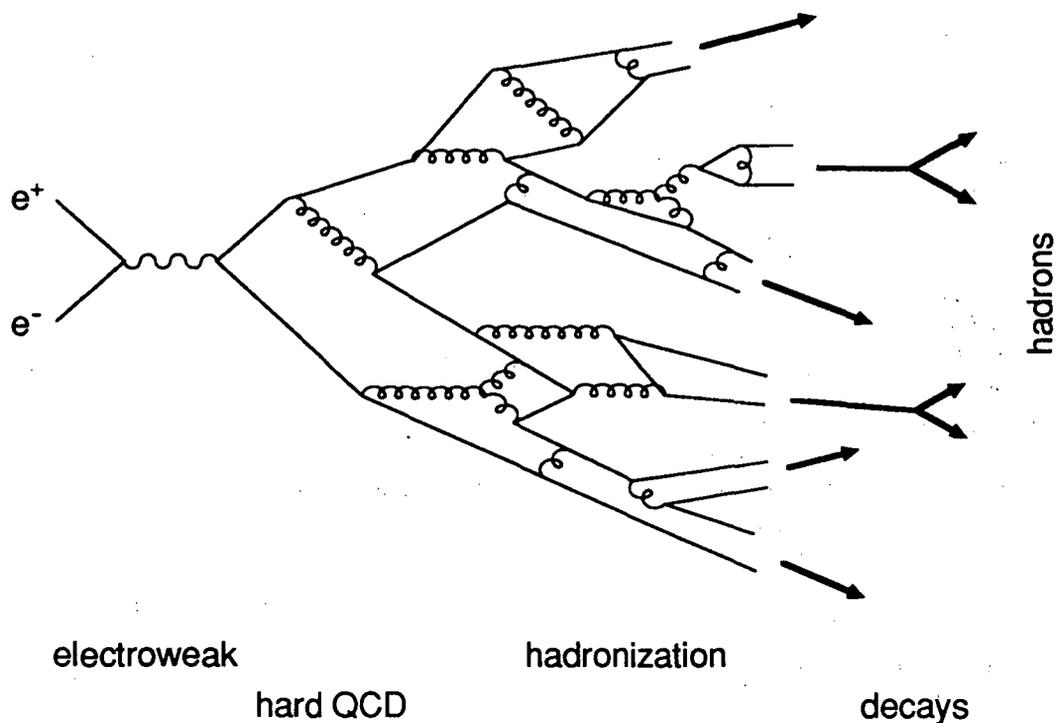 e+
e-
hadrons
electroweak
hadronization
hard QCD
decays